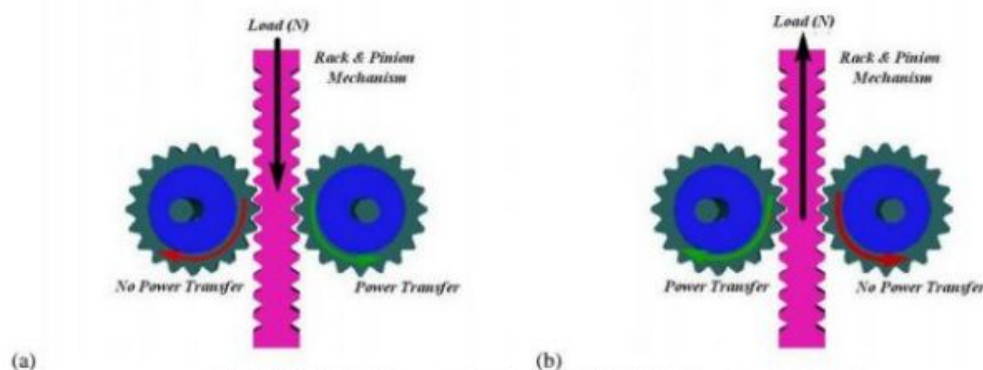 Load (N)
Rack & Pinion
Mechanism
No Power Transfer
Power Transfer
(a)
Load (N)
Rack & Pinion
Mechanism
Power Transfer
No Power Transfer
(b)